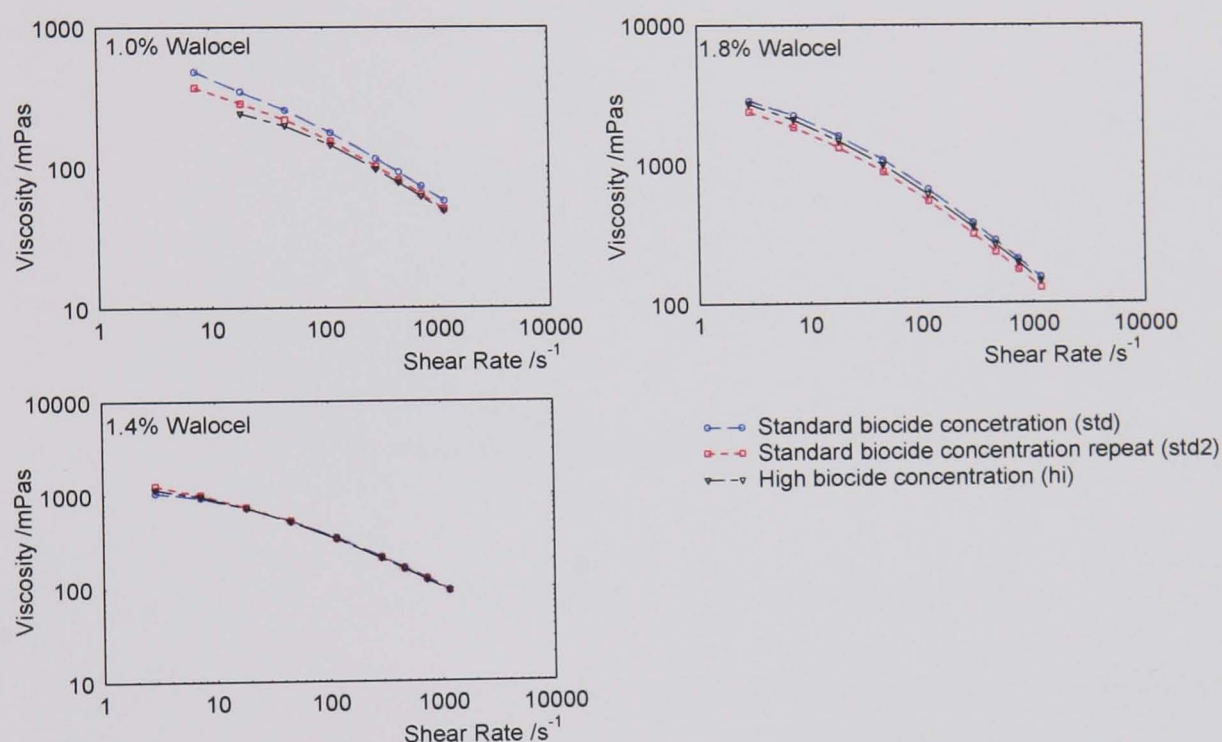 1000
1.0% Walocel
100
10
Viscosity /mPas
1 10 100 1000 10000
Shear Rate /s⁻¹
10000
1.8% Walocel
1000
100
Viscosity /mPas
1 10 100 1000 10000
Shear Rate /s⁻¹
10000
1.4% Walocel
1000
100
10
Viscosity /mPas
1 10 100 1000 10000
Shear Rate /s⁻¹
Standard biocide concetration (std)
Standard biocide concentration repeat (std2)
High biocide concentration (hi)